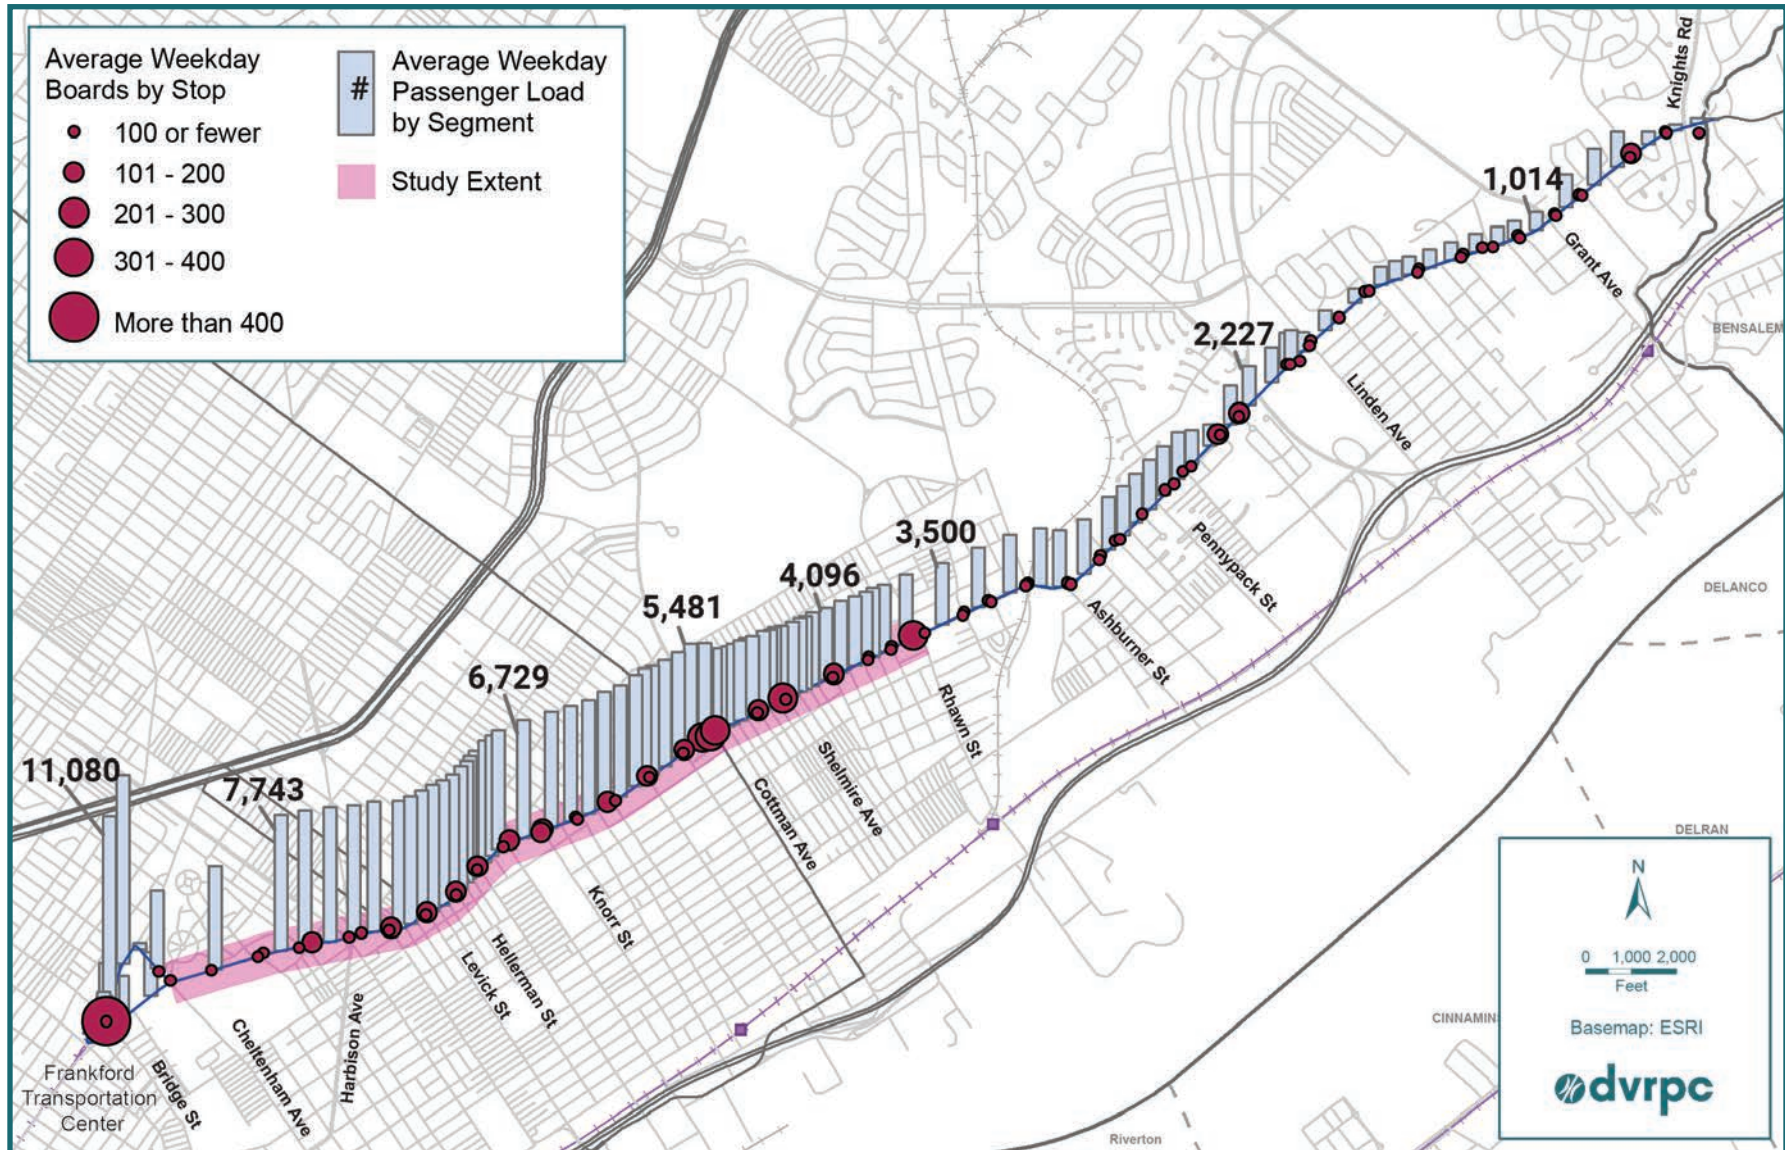 Average Weekday
Boards by Stop
100 or fewer
101 - 200
201 - 300
301 - 400
More than 400
#
Average Weekday
Passenger Load
by Segment
Study Extent
Knights Rd
1,014
Grant Ave
BENSALEM
2,227
Linden Ave
3,500
Pennypack St
DELANCO
4,096
Ashburner St
5,481
Rhawn St
6,729
Shelmire Ave
11,080
7,743
Cottman Ave
DELRAN
Knorr St
Hellerman St
Levick St
Harbison Ave
Cheltenham Ave
Bridge St
Frankford
Transportation
Center
CINNAMIN
Riverton
N
0 1,000 2,000
Feet
Basemap: ESRI
dvrpc